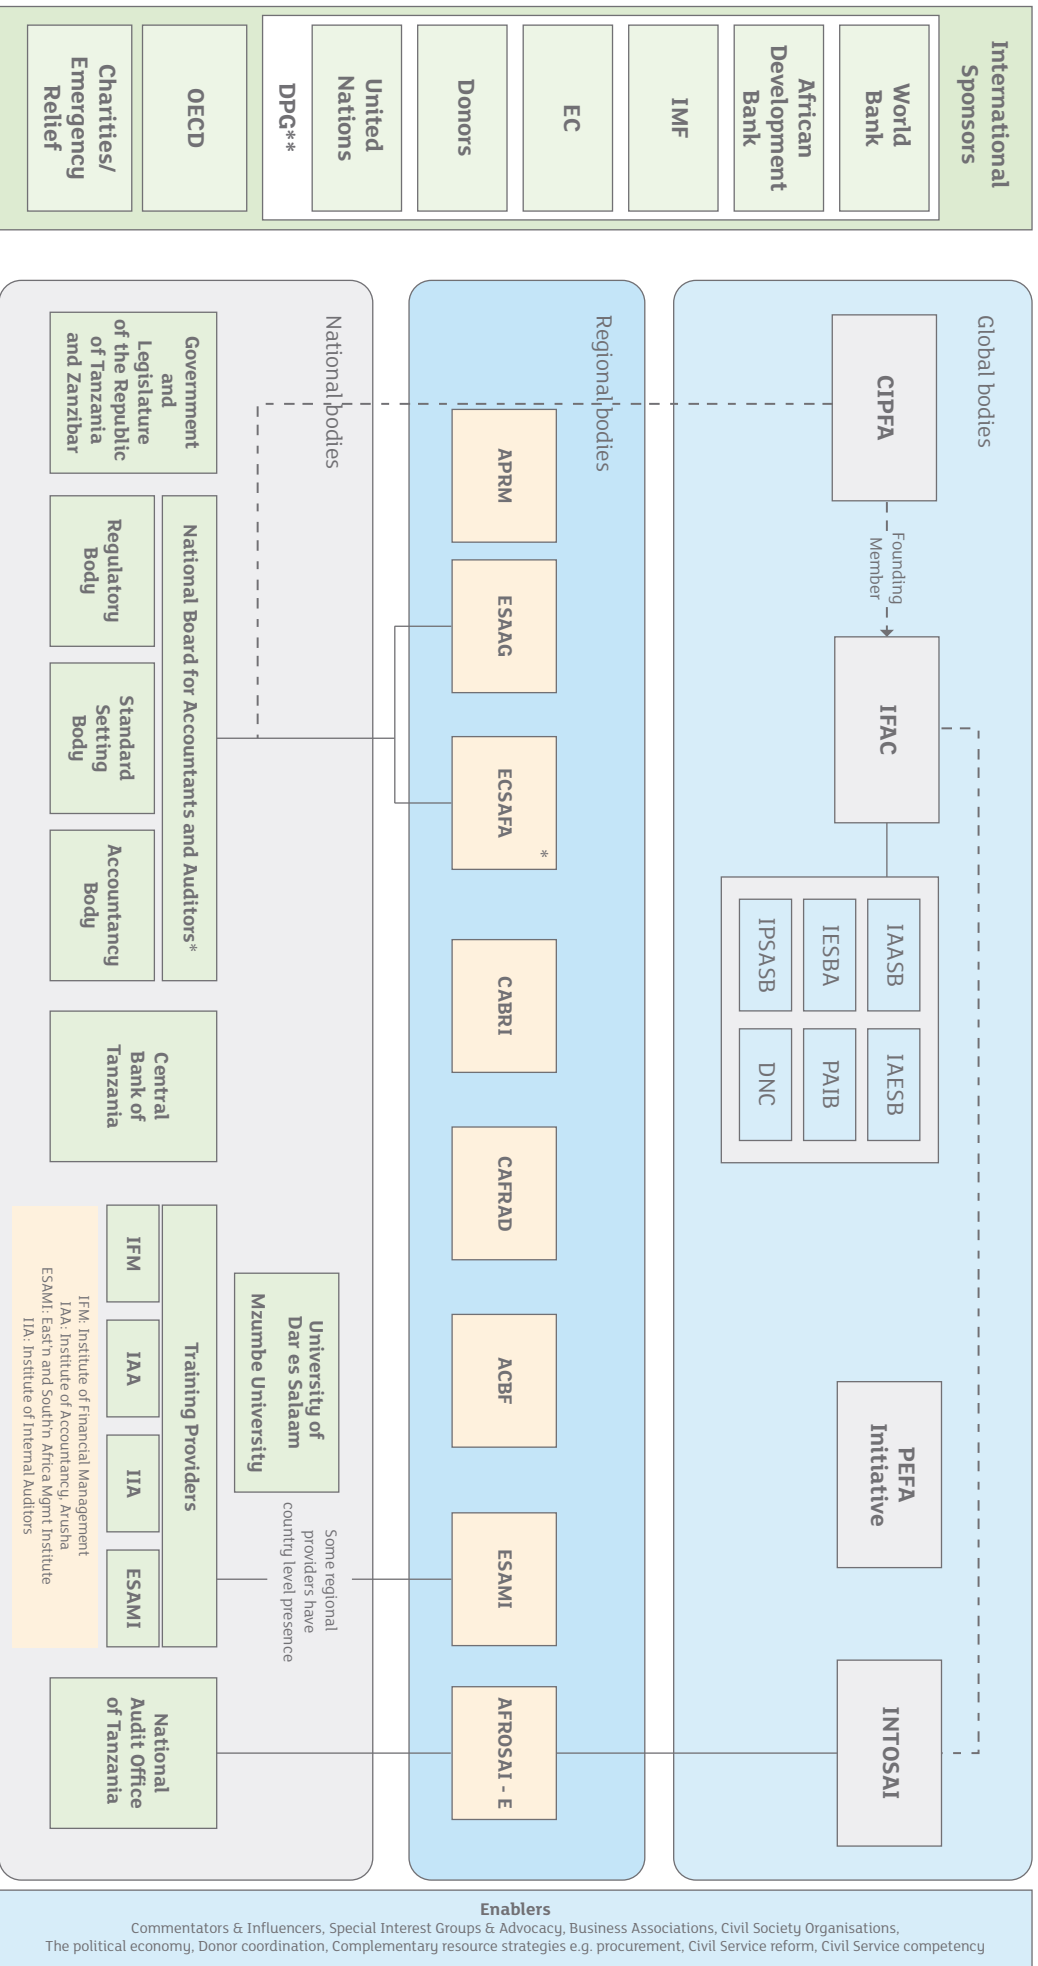 International
Sponsors
World
Bank
African
Development
Bank
IMF
EC
Donors
United
Nations
DPG**
OECD
Charities/
Emergency
Relief
Global bodies
CIPFA
Founding
Member
IFAC
IAASB
IAESB
IESBA
PAIB
IPSASB
DNC
PEFA
Initiative
INTOSAI
Regional bodies
APRM
ESAAG
ECSAFA
*
CABRI
CAFRAD
ACBF
ESAMI
AFROSAI - E
National bodies
Government
and
Legislature
of the Republic
of Tanzania
and Zanzibar
National Board for Accountants and Auditors*
Regulatory
Body
Standard
Setting
Body
Accountancy
Body
Central
Bank of
Tanzania
University of
Dar es Salaam
Mzumbe University
Some regional
providers have
country level presence
Training Providers
IFM
IAA
IIA
ESAMI
IFM: Institute of Financial Management
IAA: Institute of Accountancy, Arusha
ESAMI: East'n and South'n Africa Mgmt Institute
IIA: Institute of Internal Auditors
National
Audit Office
of Tanzania
Enablers
Commentators & Influencers, Special Interest Groups & Advocacy, Business Associations, Civil Society Organisations,
The political economy, Donor coordination, Complementary resource strategies e.g. procurement, Civil Service reform, Civil Service competency